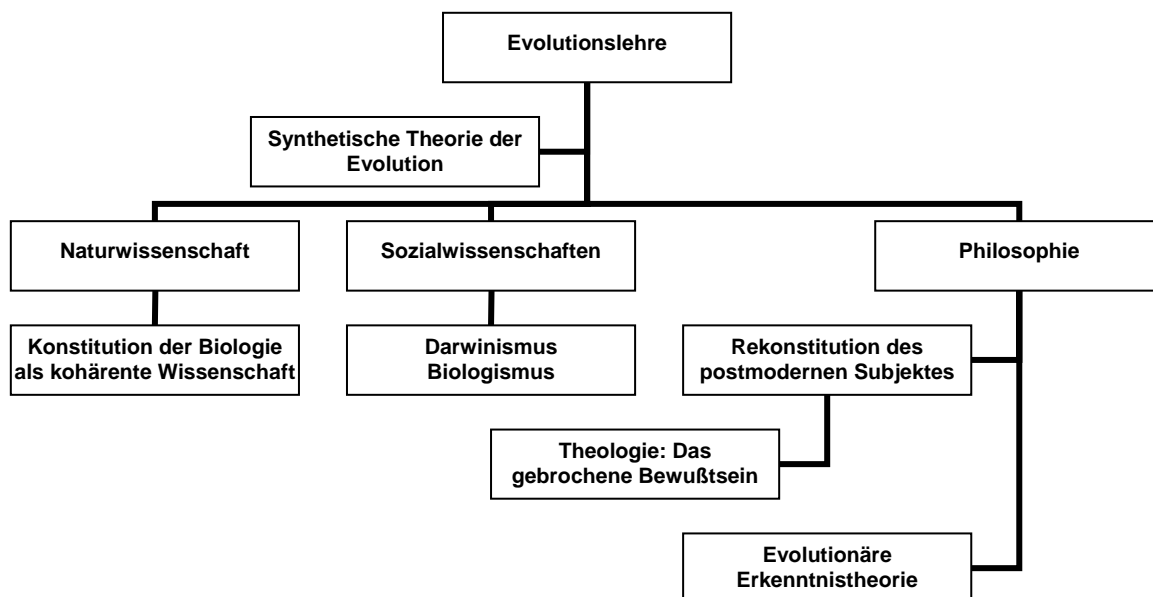 Evolutionslehre
Synthetische Theorie der
Evolution
Naturwissenschaft
Sozialwissenschaften
Philosophie
Konstitution der Biologie
als kohärente Wissenschaft
Darwinismus
Biologismus
Rekonstitution des
postmodernen Subjektes
Theologie: Das
gebrochene Bewußtsein
Evolutionäre
Erkenntnistheorie